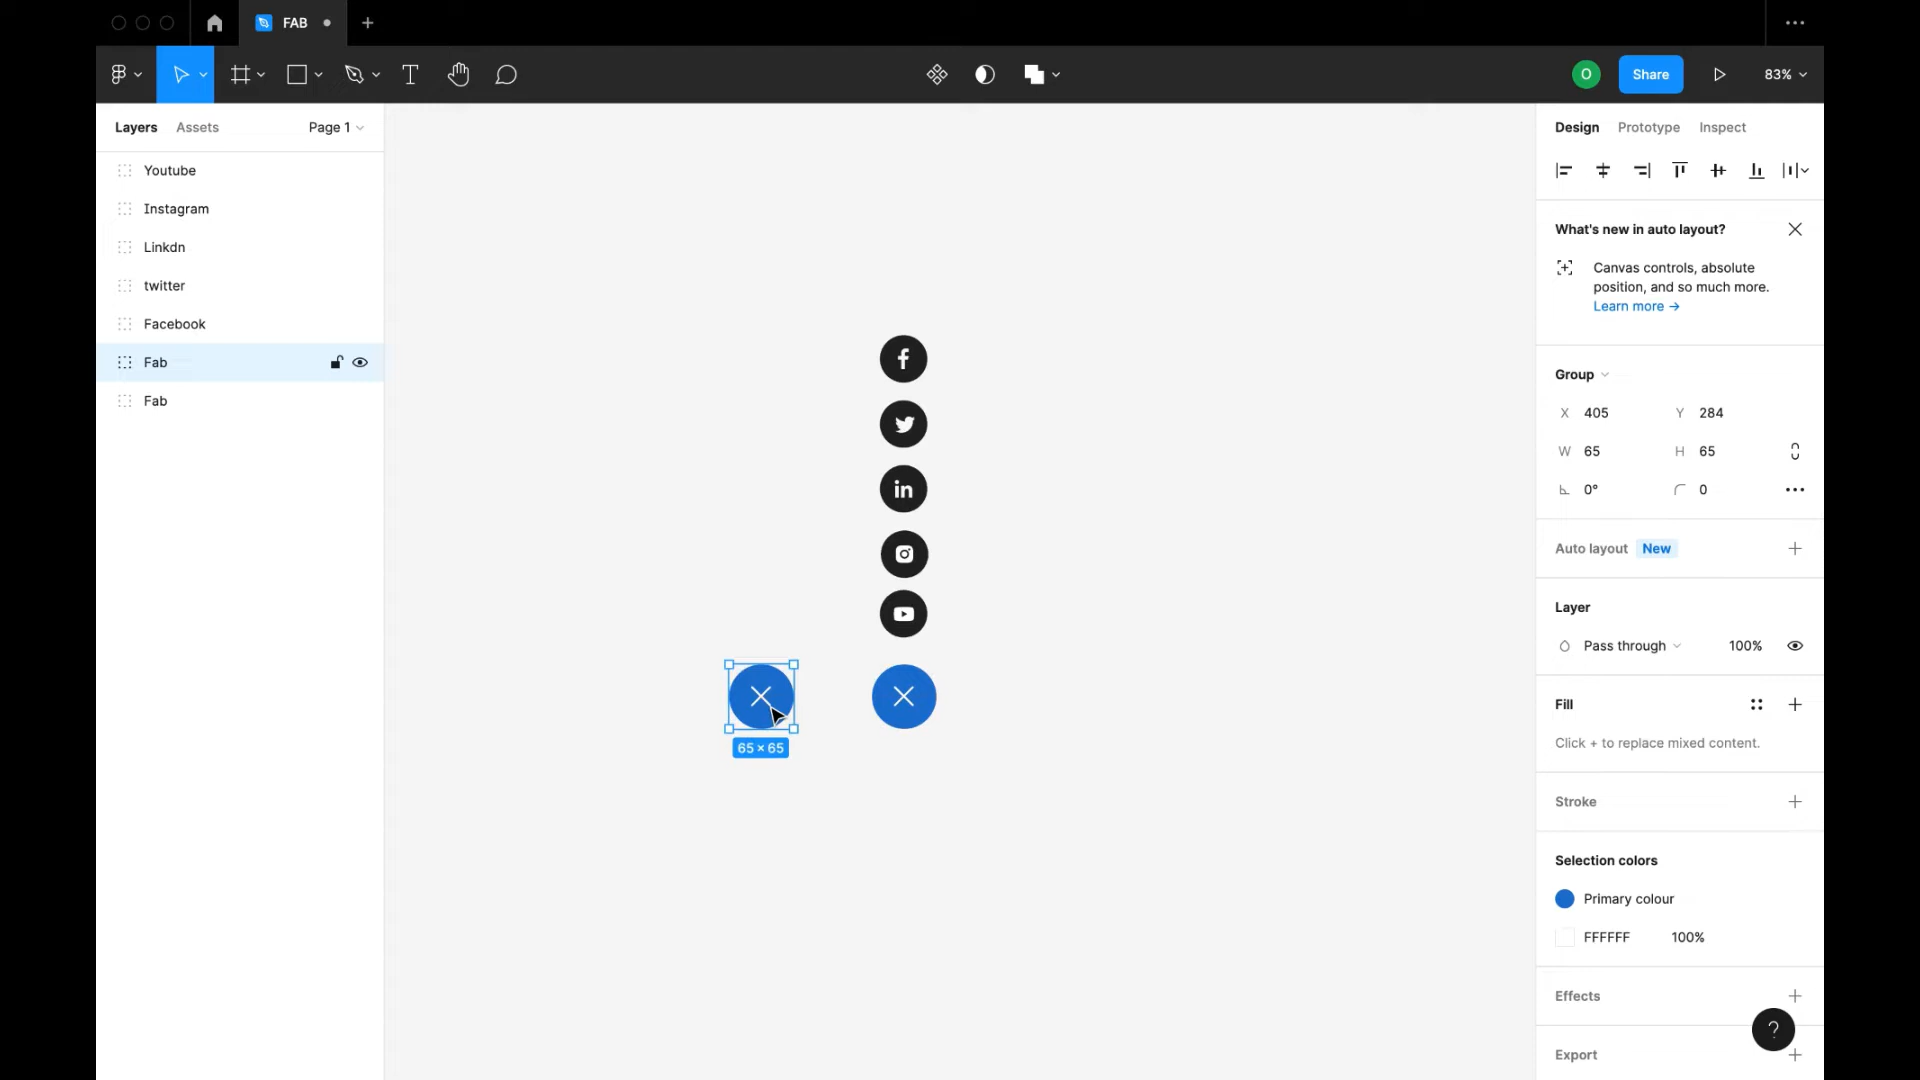 FAB
T
O
Share
83%
Layers
Assets
Page 1
Design
Prototype
Inspect
Youtube
Instagram
Linkdn
twitter
Facebook
Fab
Fab
What's new in auto layout?
Canvas controls, absolute
position, and so much more.
Learn more →
Group
X 405
Y 284
W 65
H 65
0°
0
Auto layout New
Layer
Pass through
100%
Fill
Click + to replace mixed content.
Stroke
Selection colors
Primary colour
FFFFFF
100%
Effects
Export
?
f
in
65 × 65